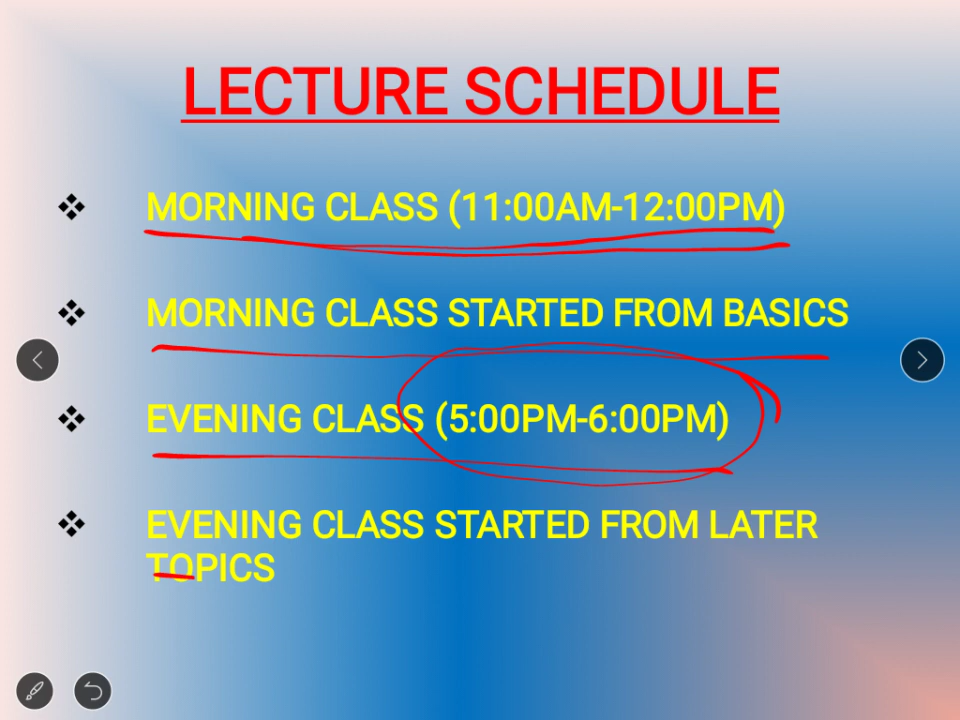 LECTURE SCHEDULE
MORNING CLASS (11:00AM-12:00PM)
MORNING CLASS STARTED FROM BASICS
EVENING CLASS (5:00PM-6:00PM)
EVENING CLASS STARTED FROM LATER
TOPICS